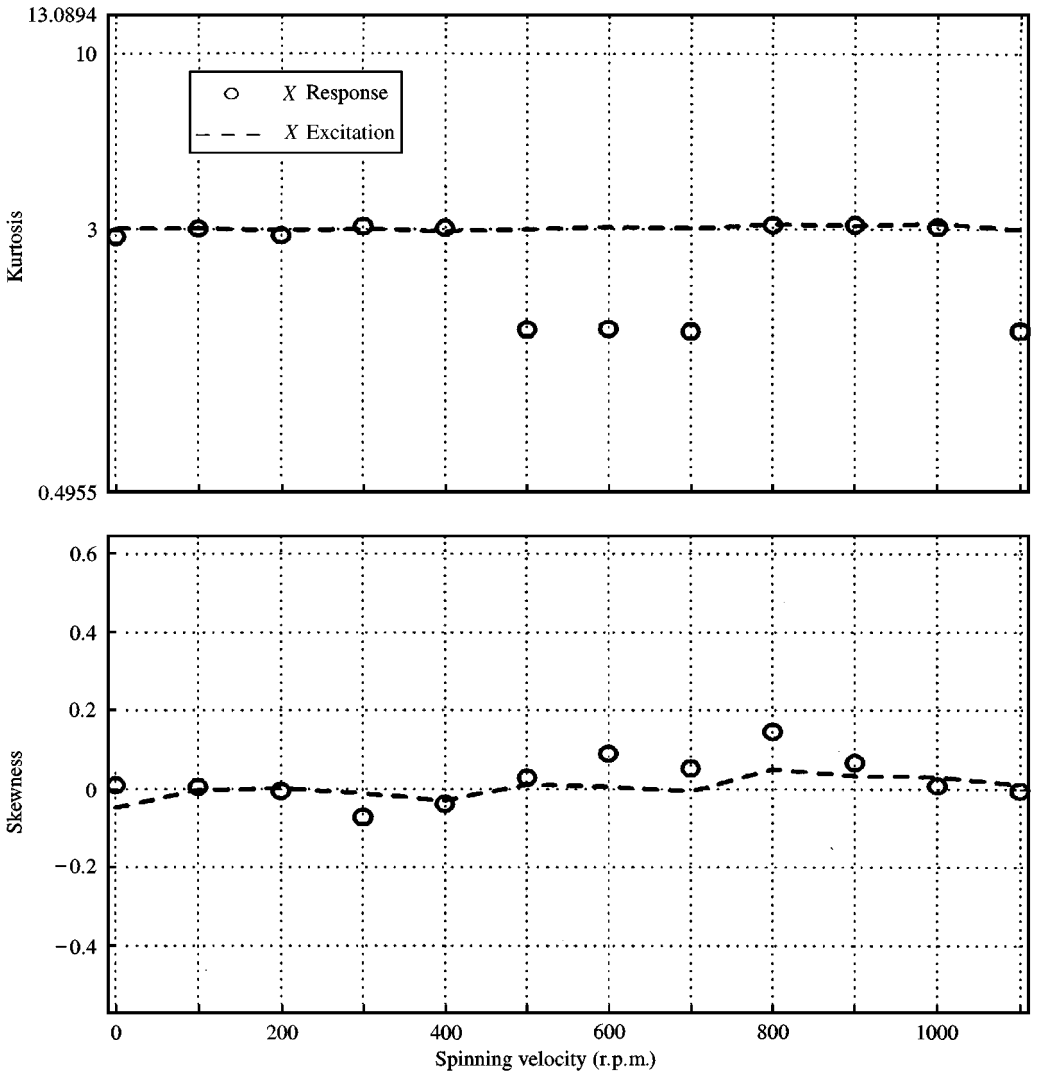 13.0894
10
X Response
X Excitation
3
Kurtosis
0.4955
0.6
0.4
0.2
0
−0.2
−0.4
Skewness
0 200 400 600 800 1000
Spinning velocity (r.p.m.)